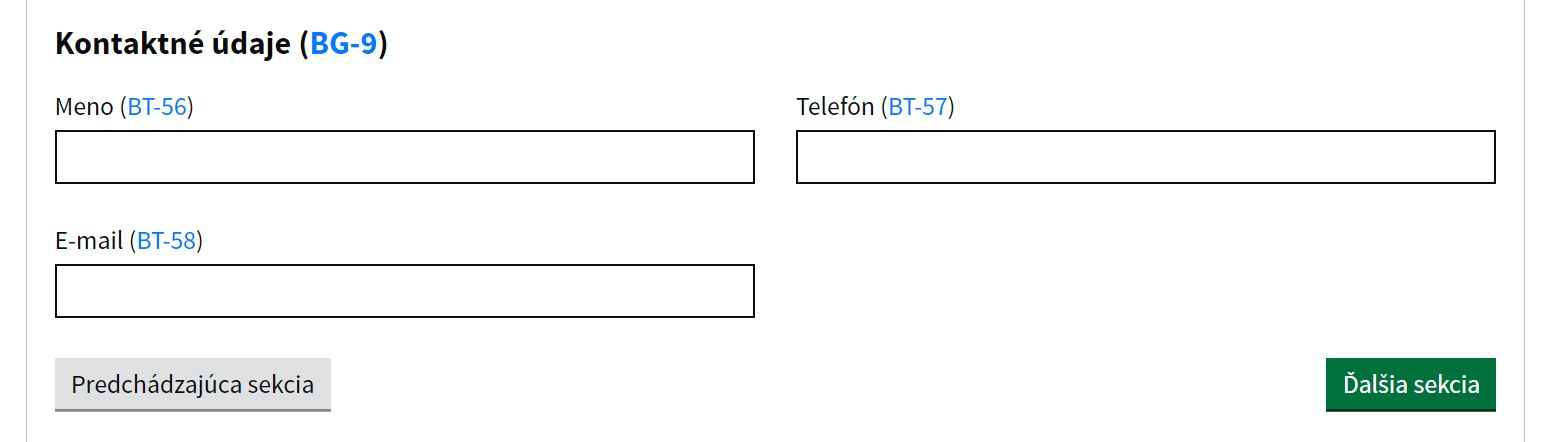 Kontaktné údaje (BG-9)
Meno (BT-56)
Telefón (BT-57)
E-mail (BT-58)
Predchádzajúca sekcia
Ďalšia sekcia